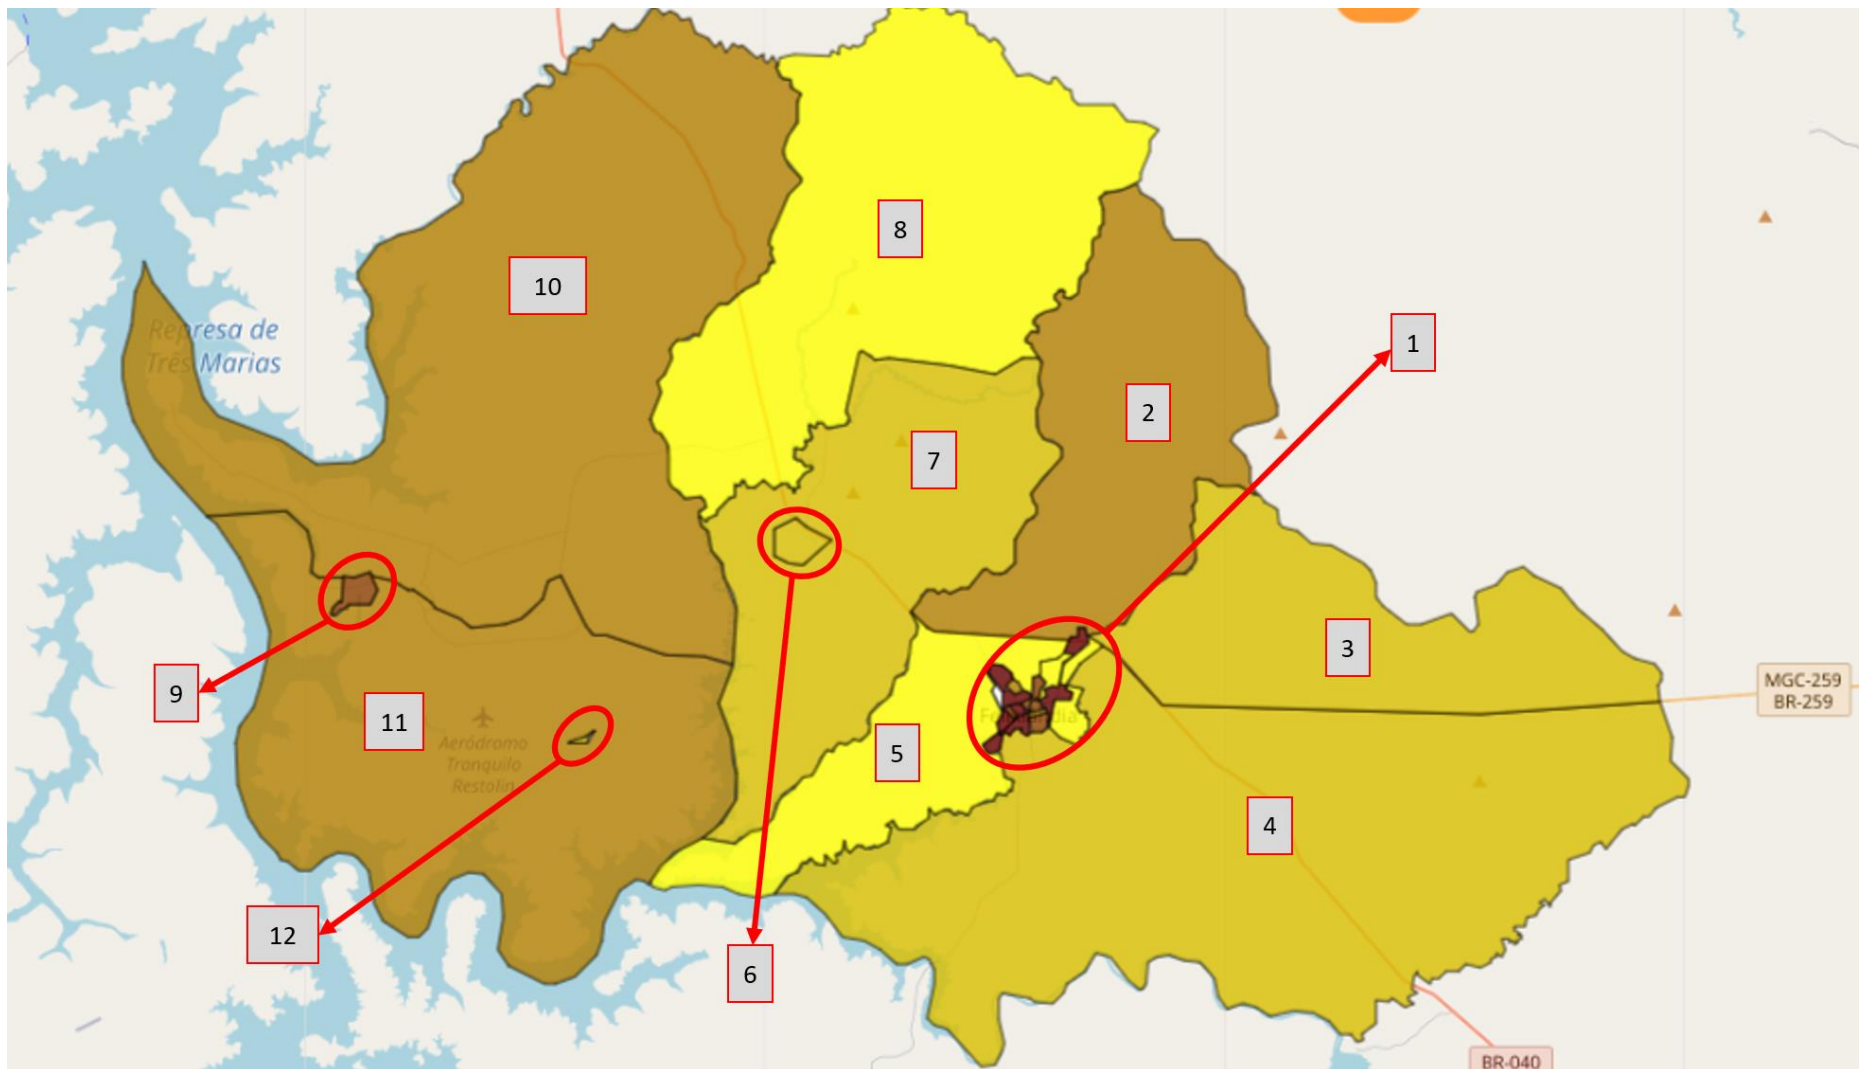 8
10
1
Represa de
Três Marias
2
7
3
MGC-259
BR-259
9
11
5
Aeródromo
Tranquilo
Restolin
4
12
6
BR-040